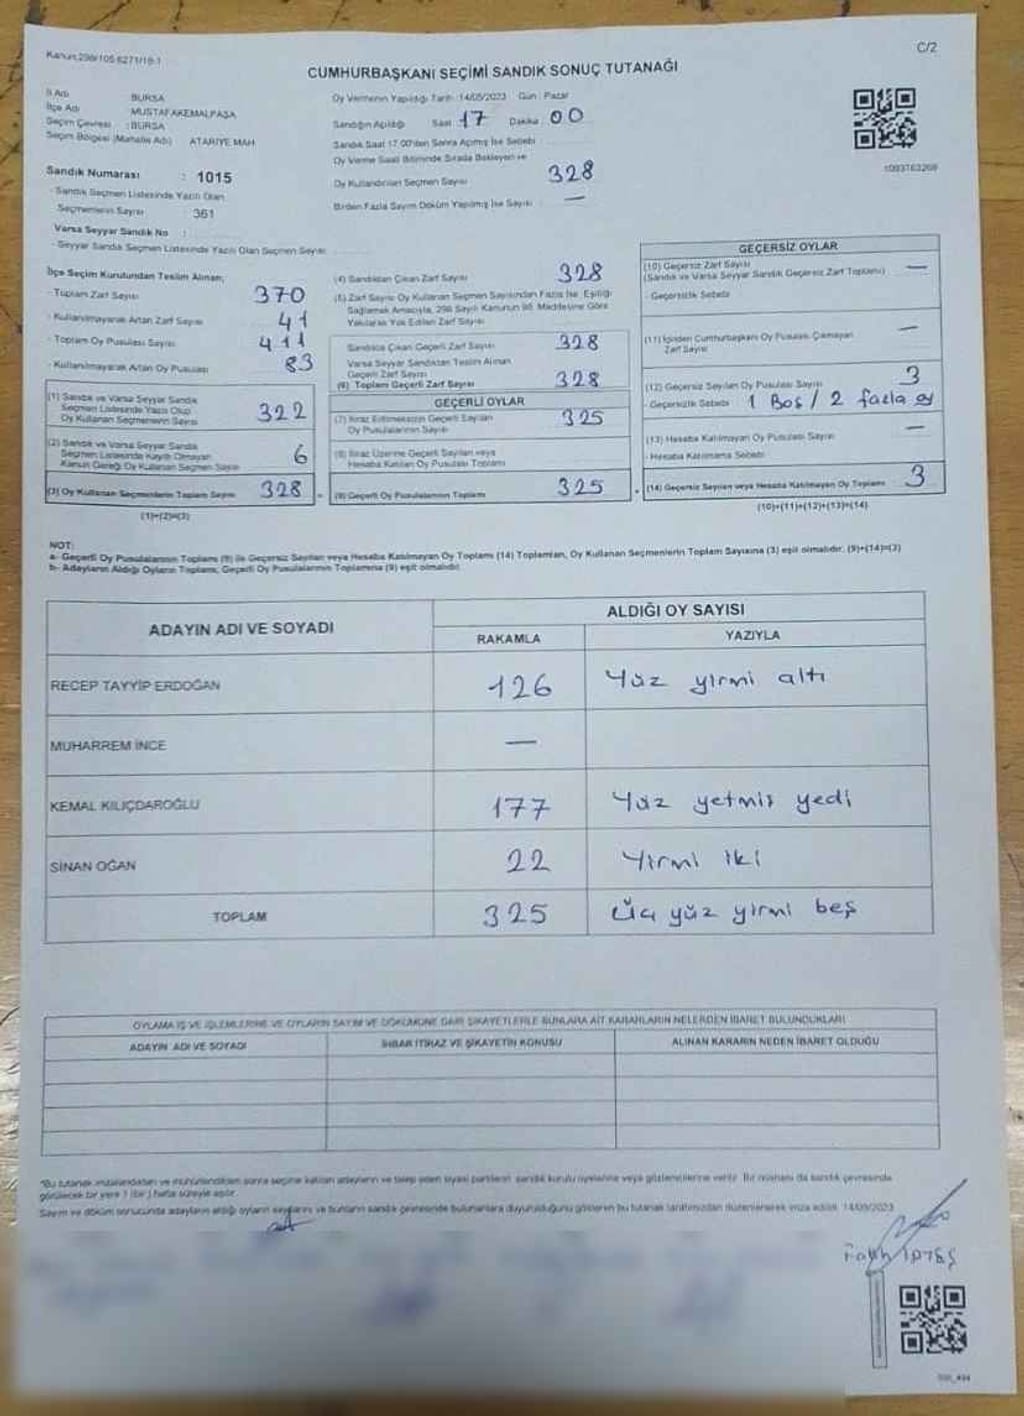 Kanun:298/105 6271/19-1
C/2
CUMHURBAŞKANI SEÇİMİ SANDIK SONUÇ TUTANAĞI
İl Adı BURSA
İlçe Adı MUSTAFAKEMALPAŞA
Seçim Çevresi : BURSA
Seçim Bölgesi (Mahalle Adı) ATARİYE MAH
Sandık Numarası : 1015
- Sandık Seçmen Listesinde Yazılı Olan
Seçmenlerin Sayısı : 361
Varsa Seyyar Sandık No :
- Seyyar Sandık Seçmen Listesinde Yazılı Olan Seçmen Sayısı
Oy Vermenin Yapıldığı Tarih :14/05/2023 Gün : Pazar
Sandığın Açıldığı Saat 17 Dakika 00
Sandık Saat 17.00'den Sonra Açılmış İse Sebebi
Oy Verme Saati Bitiminde Sırada Bekleyen ve
Oy Kullandırılan Seçmen Sayısı 328
Birden Fazla Sayım Döküm Yapılmış İse Sayısı —
1093763208
İlçe Seçim Kurulundan Teslim Alınan;
- Toplam Zarf Sayısı 370
- Kullanılmayarak Artan Zarf Sayısı 41
- Toplam Oy Pusulası Sayısı 411
- Kullanılmayarak Artan Oy Pusulası 83
(1) Sandık ve Varsa Seyyar Sandık
Seçmen Listesinde Yazılı Olup
Oy Kullanan Seçmenlerin Sayısı 322
(2) Sandık ve Varsa Seyyar Sandık
Seçmen Listesinde Kayıtlı Olmayan
Kanun Gereği Oy Kullanan Seçmen Sayısı 6
(3) Oy Kullanan Seçmenlerin Toplam Sayısı 328
(1)+(2)=(3)
(4) Sandıktan Çıkan Zarf Sayısı 328
(5) Zarf Sayısı Oy Kullanan Seçmen Sayısından Fazla İse, Eşitliği
Sağlamak Amacıyla, 298 Sayılı Kanunun 98. Maddesine Göre
Yakılarak Yok Edilen Zarf Sayısı
Sandıkta Çıkan Geçerli Zarf Sayısı 328
Varsa Seyyar Sandıktan Teslim Alınan
Geçerli Zarf Sayısı
(6) Toplam Geçerli Zarf Sayısı 328
GEÇERLİ OYLAR
(7) İtiraz Edilmeksizin Geçerli Sayılan
Oy Pusulalarının Sayısı 325
(8) İtiraz Üzerine Geçerli Sayılan veya
Hesaba Katılan Oy Pusulası Toplamı
(9) Geçerli Oy Pusulalarının Toplamı 325
GEÇERSİZ OYLAR
(10) Geçersiz Zarf Sayısı —
(Sandık ve Varsa Seyyar Sandık Geçersiz Zarf Toplamı)
- Geçersizlik Sebebi
(11) İçinden Cumhurbaşkanı Oy Pusulası Çıkmayan —
Zarf Sayısı
(12) Geçersiz Sayılan Oy Pusulası Sayısı 3
- Geçersizlik Sebebi 1 Boş / 2 fazla oy
(13) Hesaba Katılmayan Oy Pusulası Sayısı —
- Hesaba Katılmama Sebebi
(14) Geçersiz Sayılan veya Hesaba Katılmayan Oy Toplamı 3
(10)+(11)+(12)+(13)=(14)
NOT:
a- Geçerli Oy Pusulalarının Toplamı (9) ile Geçersiz Sayılan veya Hesaba Katılmayan Oy Toplamı (14) Toplamları, Oy Kullanan Seçmenlerin Toplam Sayısına (3) eşit olmalıdır. (9)+(14)=(3)
b- Adayların Aldığı Oyların Toplamı, Geçerli Oy Pusulalarının Toplamına (9) eşit olmalıdır.
ADAYIN ADI VE SOYADI
ALDIĞI OY SAYISI
RAKAMLA YAZIYLA
RECEP TAYYİP ERDOĞAN 126 Yüz yirmi altı
MUHARREM İNCE —
KEMAL KILIÇDAROĞLU 177 Yüz yetmiş yedi
SİNAN OĞAN 22 Yirmi iki
TOPLAM 325 Üç yüz yirmi beş
OYLAMA İŞ VE İŞLEMLERİNE VE OYLARIN SAYIM VE DÖKÜMÜNE DAİR ŞİKAYETLERLE BUNLARA AİT KARARLARIN NELERDEN İBARET BULUNDUKLARI
ADAYIN ADI VE SOYADI İHBAR İTİRAZ VE ŞİKAYETİN KONUSU ALINAN KARARIN NEDEN İBARET OLDUĞU
*Bu tutanak imzalandıktan ve mühürlendikten sonra seçime katılan adayların ve talep eden siyasi partilerin sandık kurulu üyelerine veya gözlemcilerine verilir. Bir nüshası da sandık çevresinde
görülecek bir yere 1 (bir) hafta süreyle asılır.
Sayım ve döküm sonucunda adayların aldığı oyların sayılarını ve bunların sandık çevresinde bulunanlara duyurulduğunu gösteren bu tutanak tarafımızdan düzenlenerek imza edildi. 14/05/2023